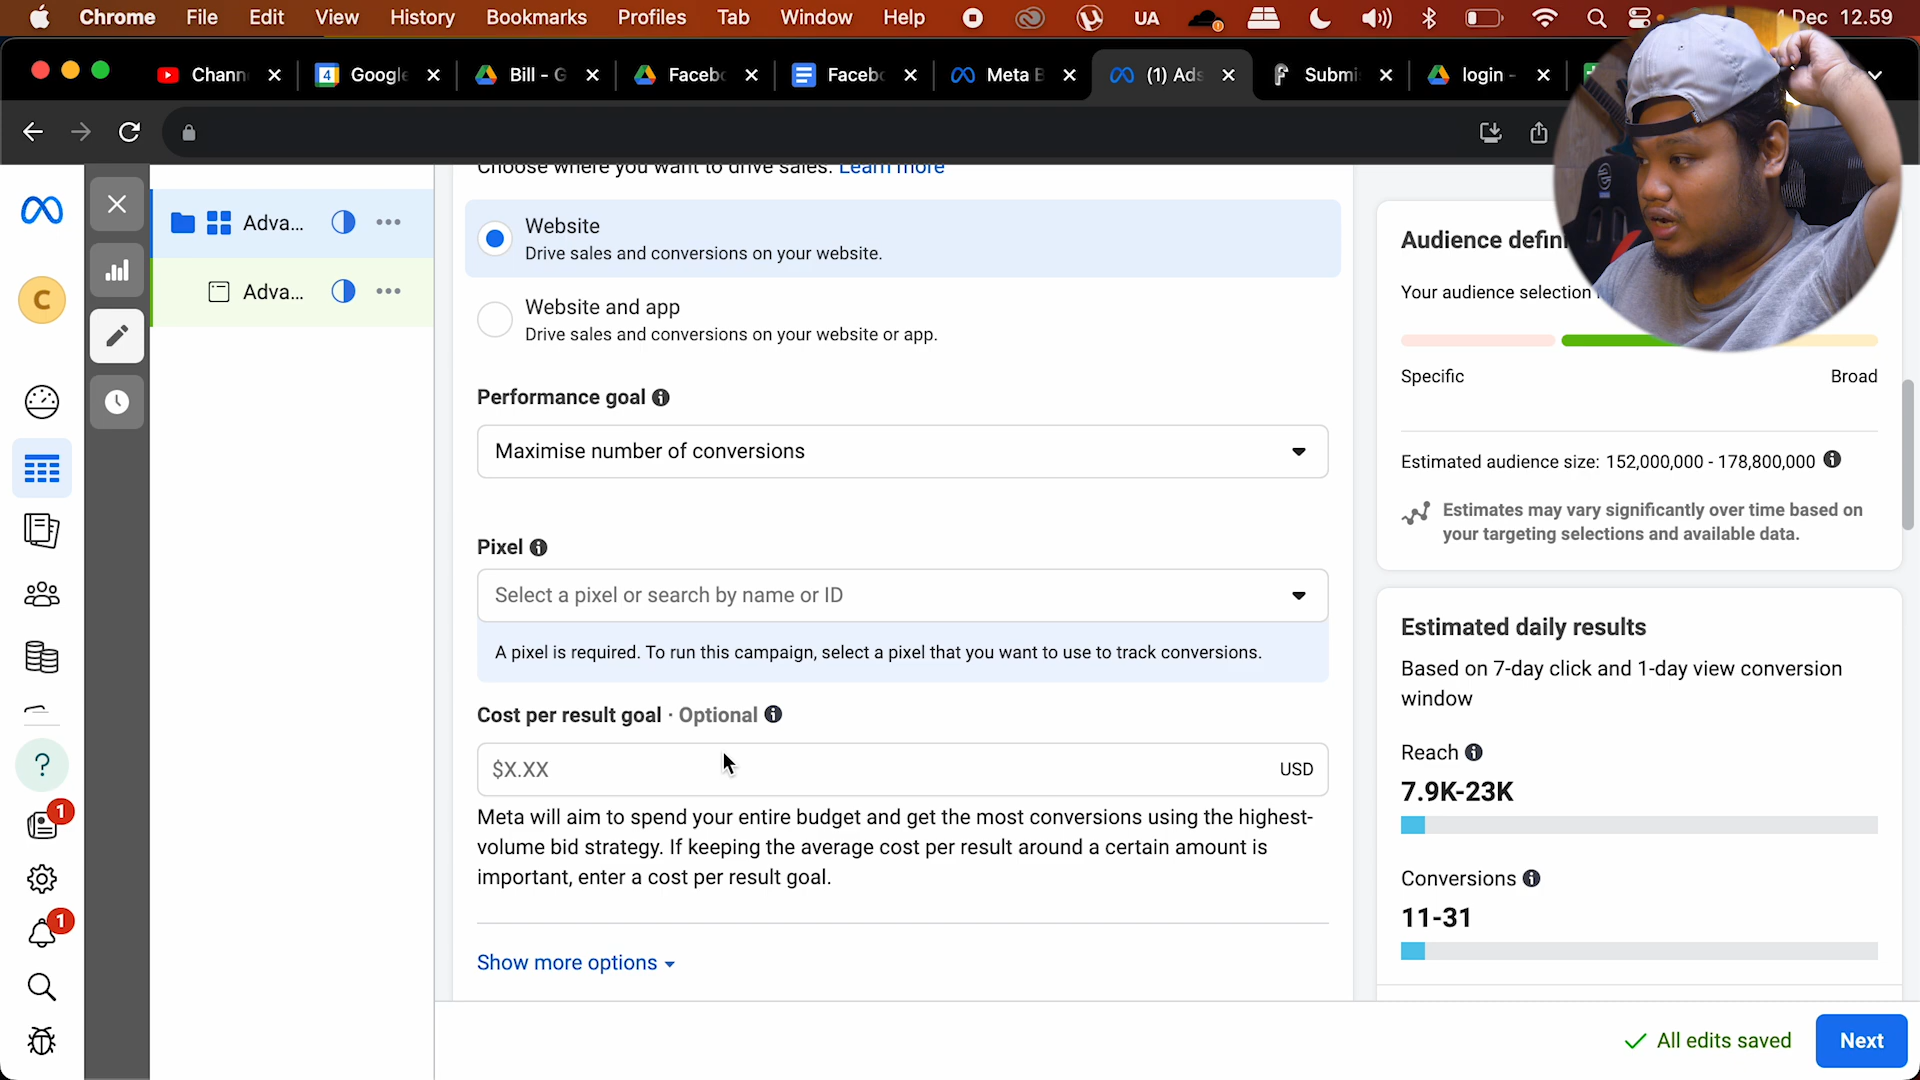 Chrome File Edit View History Bookmarks Profiles Tab Window Help UA Dec 12.59
Chann 4 Google Bill - G Facebo Facebo Meta B (1) Ads Submi login -
Choose where you want to drive sales. Learn more
Adva...
Adva...
C
?
1
1
Website
Drive sales and conversions on your website.
Website and app
Drive sales and conversions on your website or app.
Performance goal
Maximise number of conversions
Pixel
Select a pixel or search by name or ID
A pixel is required. To run this campaign, select a pixel that you want to use to track conversions.
Cost per result goal · Optional
$X.XX USD
Meta will aim to spend your entire budget and get the most conversions using the highest-
volume bid strategy. If keeping the average cost per result around a certain amount is
important, enter a cost per result goal.
Show more options
Audience defini
Your audience selection
Specific Broad
Estimated audience size: 152,000,000 - 178,800,000
Estimates may vary significantly over time based on
your targeting selections and available data.
Estimated daily results
Based on 7-day click and 1-day view conversion
window
Reach
7.9K-23K
Conversions
11-31
All edits saved Next